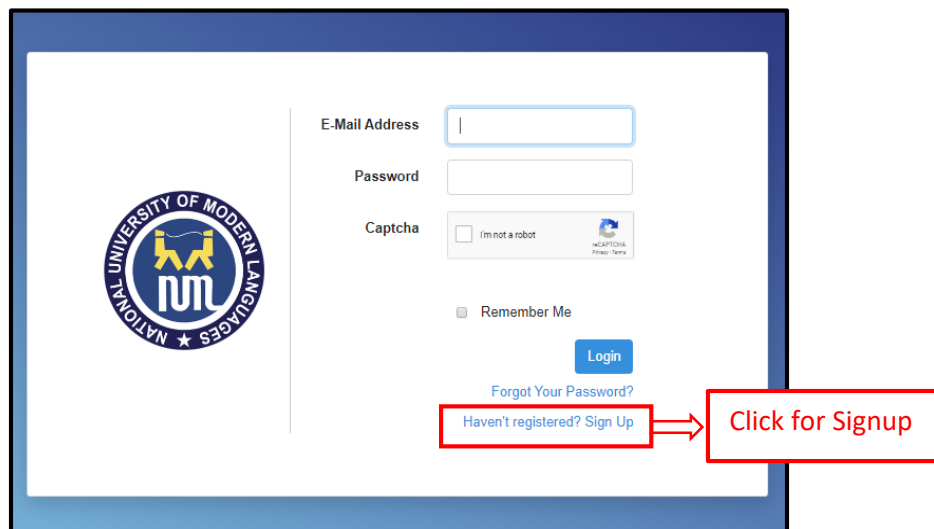 E-Mail Address
Password
NATIONAL UNIVERSITY OF MODERN LANGUAGES
NUML
Captcha
I'm not a robot
reCAPTCHA
Privacy - Terms
Remember Me
Login
Forgot Your Password?
Haven't registered? Sign Up
Click for Signup